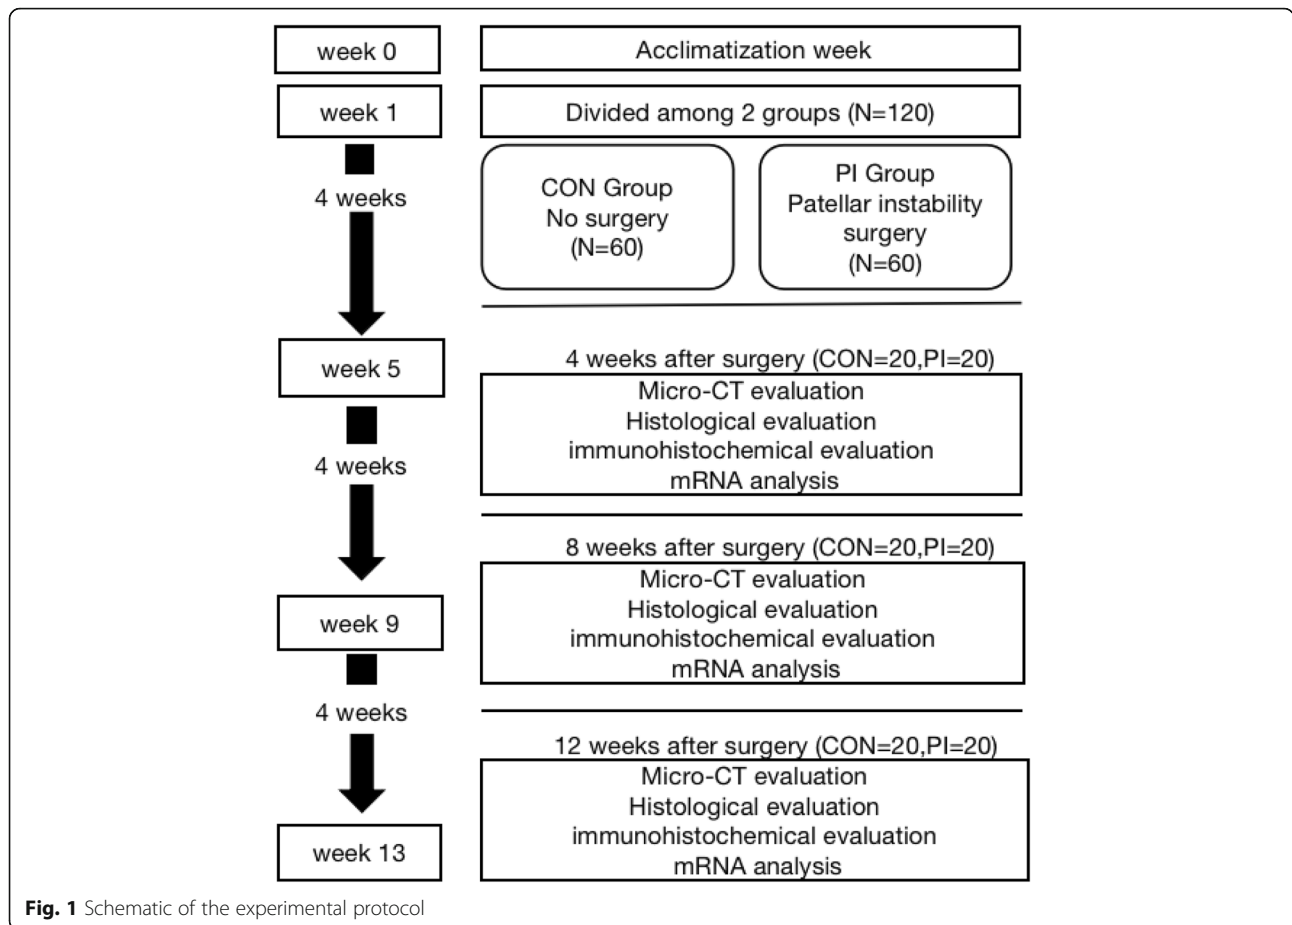 week 0
Acclimatization week
week 1
Divided among 2 groups (N=120)
4 weeks
CON Group
No surgery
(N=60)
PI Group
Patellar instability
surgery
(N=60)
week 5
4 weeks after surgery (CON=20,PI=20)
Micro-CT evaluation
Histological evaluation
immunohistochemical evaluation
mRNA analysis
4 weeks
8 weeks after surgery (CON=20,PI=20)
Micro-CT evaluation
Histological evaluation
immunohistochemical evaluation
mRNA analysis
week 9
4 weeks
12 weeks after surgery (CON=20,PI=20)
Micro-CT evaluation
Histological evaluation
immunohistochemical evaluation
mRNA analysis
week 13
Fig. 1 Schematic of the experimental protocol